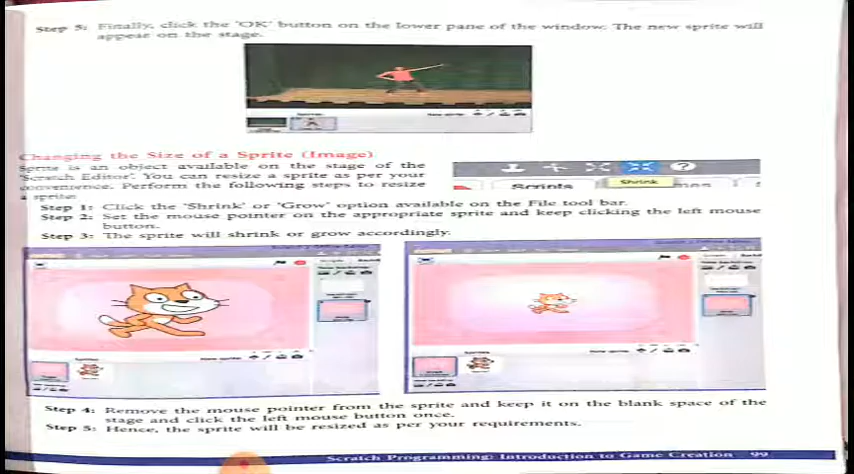 Step 5: Finally, click the 'OK' button on the lower pane of the window. The new sprite will
appear on the stage.
Changing the Size of a Sprite (Image)
Sprite is an object available on the stage of the
'Scratch Editor'. You can resize a sprite as per your
convenience. Perform the following steps to resize
a sprite:
Scripts
Shrink
Step 1: Click the 'Shrink' or 'Grow' option available on the File tool bar.
Step 2: Set the mouse pointer on the appropriate sprite and keep clicking the left mouse
button.
Step 3: The sprite will shrink or grow accordingly.
Sprites
New sprite:
Sprites
New sprite:
Step 4: Remove the mouse pointer from the sprite and keep it on the blank space of the
stage and click the left mouse button once.
Step 5: Hence, the sprite will be resized as per your requirements.
Scratch Programming: Introduction to Game Creation 99